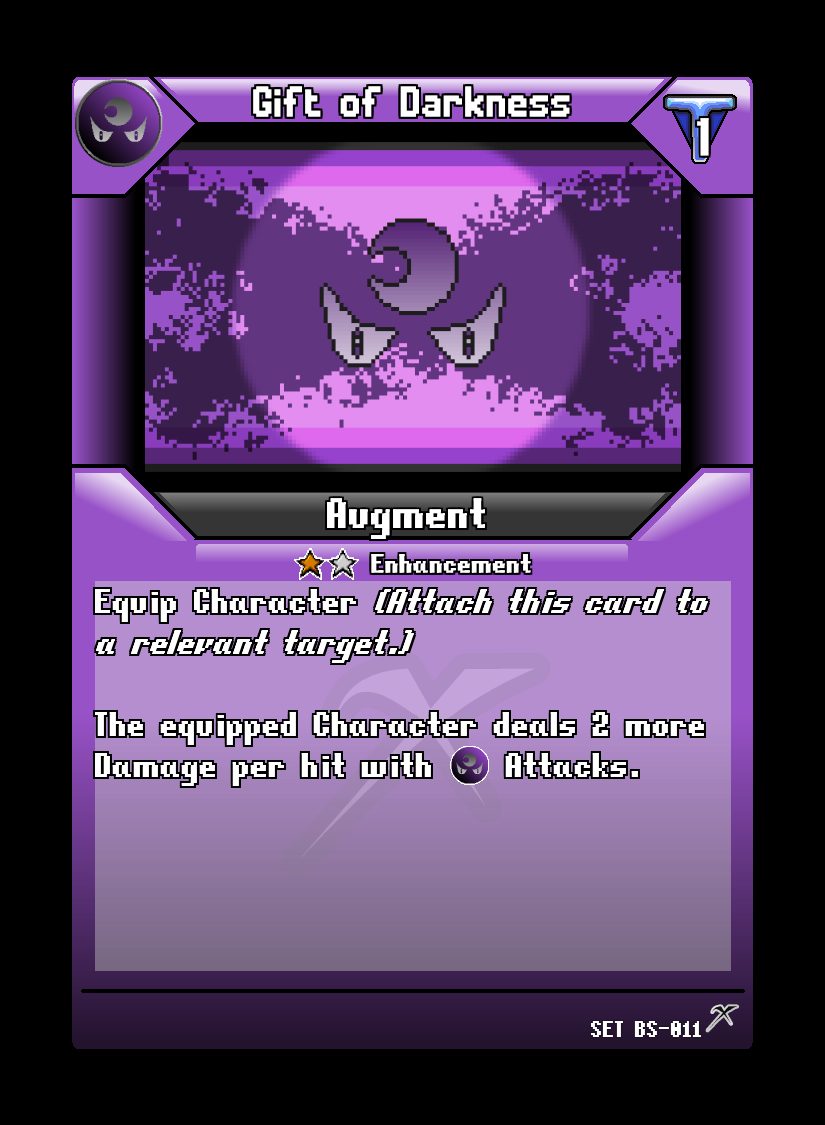 Gift of Darkness
1
Augment
Enhancement
Equip Character (Attach this card to
a relevant target.)
The equipped Character deals 2 more
Damage per hit with Attacks.
SET BS-011